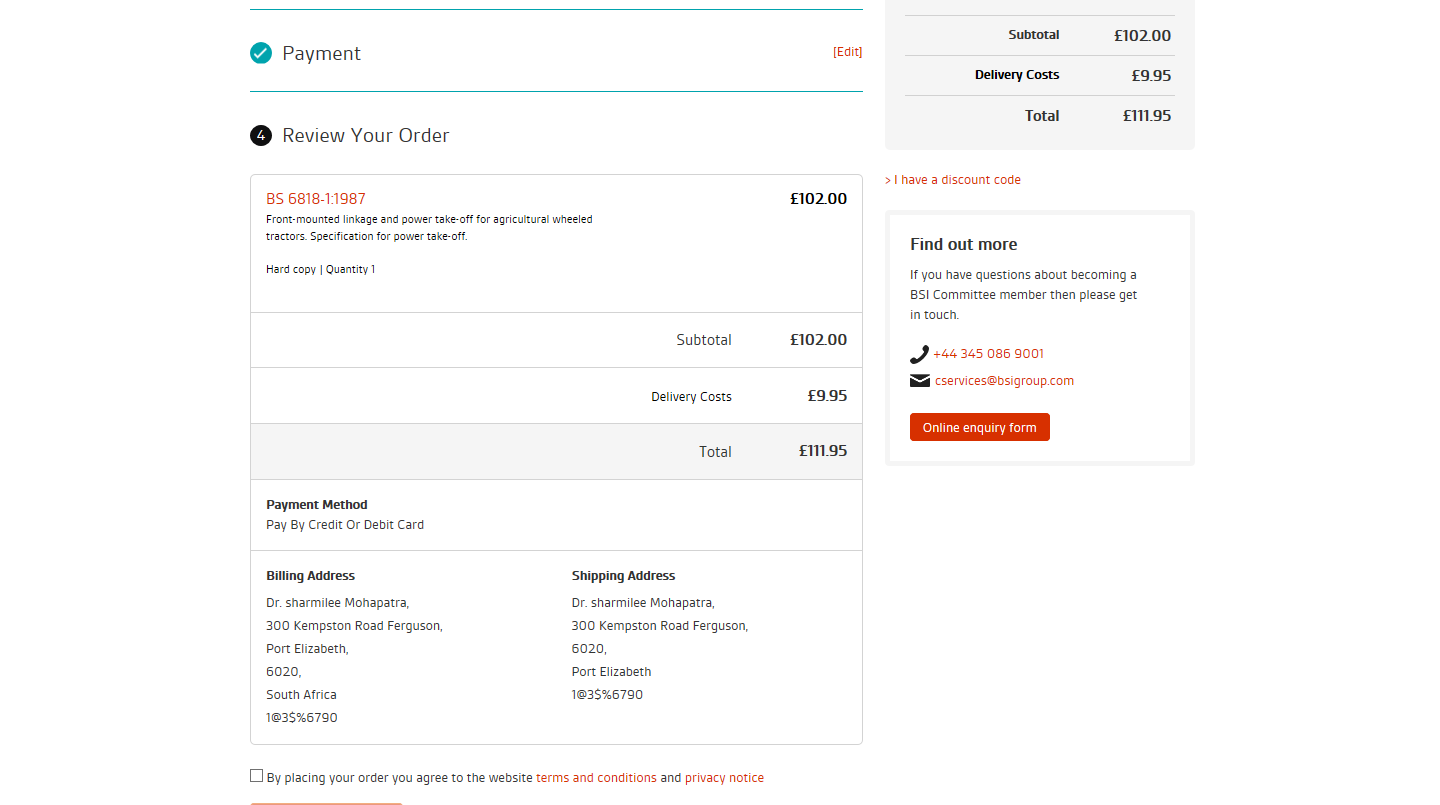 Payment
[Edit]
4 Review Your Order
BS 6818-1:1987 £102.00
Front-mounted linkage and power take-off for agricultural wheeled
tractors. Specification for power take-off.
Hard copy | Quantity 1
Subtotal £102.00
Delivery Costs £9.95
Total £111.95
Payment Method
Pay By Credit Or Debit Card
Billing Address
Dr. sharmilee Mohapatra,
300 Kempston Road Ferguson,
Port Elizabeth,
6020,
South Africa
1@3$%6790
Shipping Address
Dr. sharmilee Mohapatra,
300 Kempston Road Ferguson,
6020,
Port Elizabeth
1@3$%6790
By placing your order you agree to the website terms and conditions and privacy notice
Subtotal £102.00
Delivery Costs £9.95
Total £111.95
> I have a discount code
Find out more
If you have questions about becoming a
BSI Committee member then please get
in touch.
+44 345 086 9001
cservices@bsigroup.com
Online enquiry form